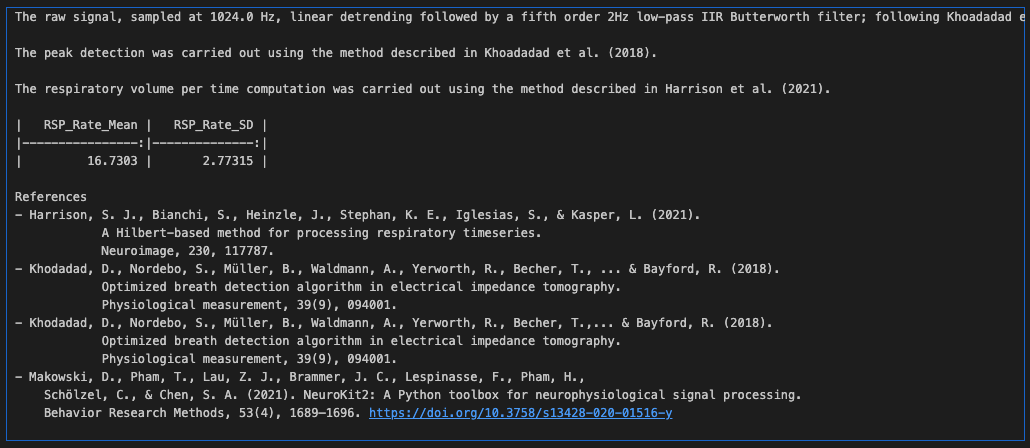 The raw signal, sampled at 1024.0 Hz, linear detrending followed by a fifth order 2Hz low-pass IIR Butterworth filter; following Khoadadad e
The peak detection was carried out using the method described in Khoadadad et al. (2018).
The respiratory volume per time computation was carried out using the method described in Harrison et al. (2021).
|   RSP_Rate_Mean |   RSP_Rate_SD |
|----------------:|--------------:|
|         16.7303 |       2.77315 |
References
- Harrison, S. J., Bianchi, S., Heinzle, J., Stephan, K. E., Iglesias, S., & Kasper, L. (2021).
A Hilbert-based method for processing respiratory timeseries.
Neuroimage, 230, 117787.
- Khodadad, D., Nordebo, S., Müller, B., Waldmann, A., Yerworth, R., Becher, T., ... & Bayford, R. (2018).
Optimized breath detection algorithm in electrical impedance tomography.
Physiological measurement, 39(9), 094001.
- Khodadad, D., Nordebo, S., Müller, B., Waldmann, A., Yerworth, R., Becher, T.,... & Bayford, R. (2018).
Optimized breath detection algorithm in electrical impedance tomography.
Physiological measurement, 39(9), 094001.
- Makowski, D., Pham, T., Lau, Z. J., Brammer, J. C., Lespinasse, F., Pham, H.,
Schölzel, C., & Chen, S. A. (2021). NeuroKit2: A Python toolbox for neurophysiological signal processing.
Behavior Research Methods, 53(4), 1689–1696. https://doi.org/10.3758/s13428-020-01516-y